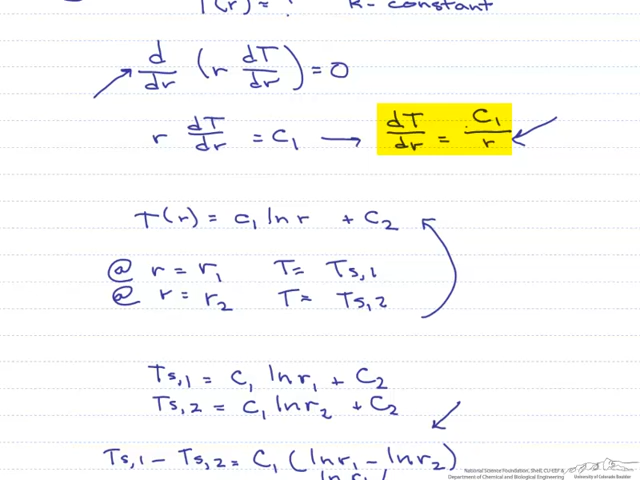 T(r) = ? k - constant
d/dr (r dT/dr) = 0
r dT/dr = C₁ → dT/dr = C₁/r
T(r) = C₁ ln r + C₂
@ r = r₁ T = Ts,1
@ r = r₂ T = Ts,2
Ts,1 = C₁ ln r₁ + C₂
Ts,2 = C₁ ln r₂ + C₂
Ts,1 - Ts,2 = C₁ (ln r₁ - ln r₂)
National Science Foundation, Shell, CU EEF &
Department of Chemical and Biological Engineering
University of Colorado Boulder